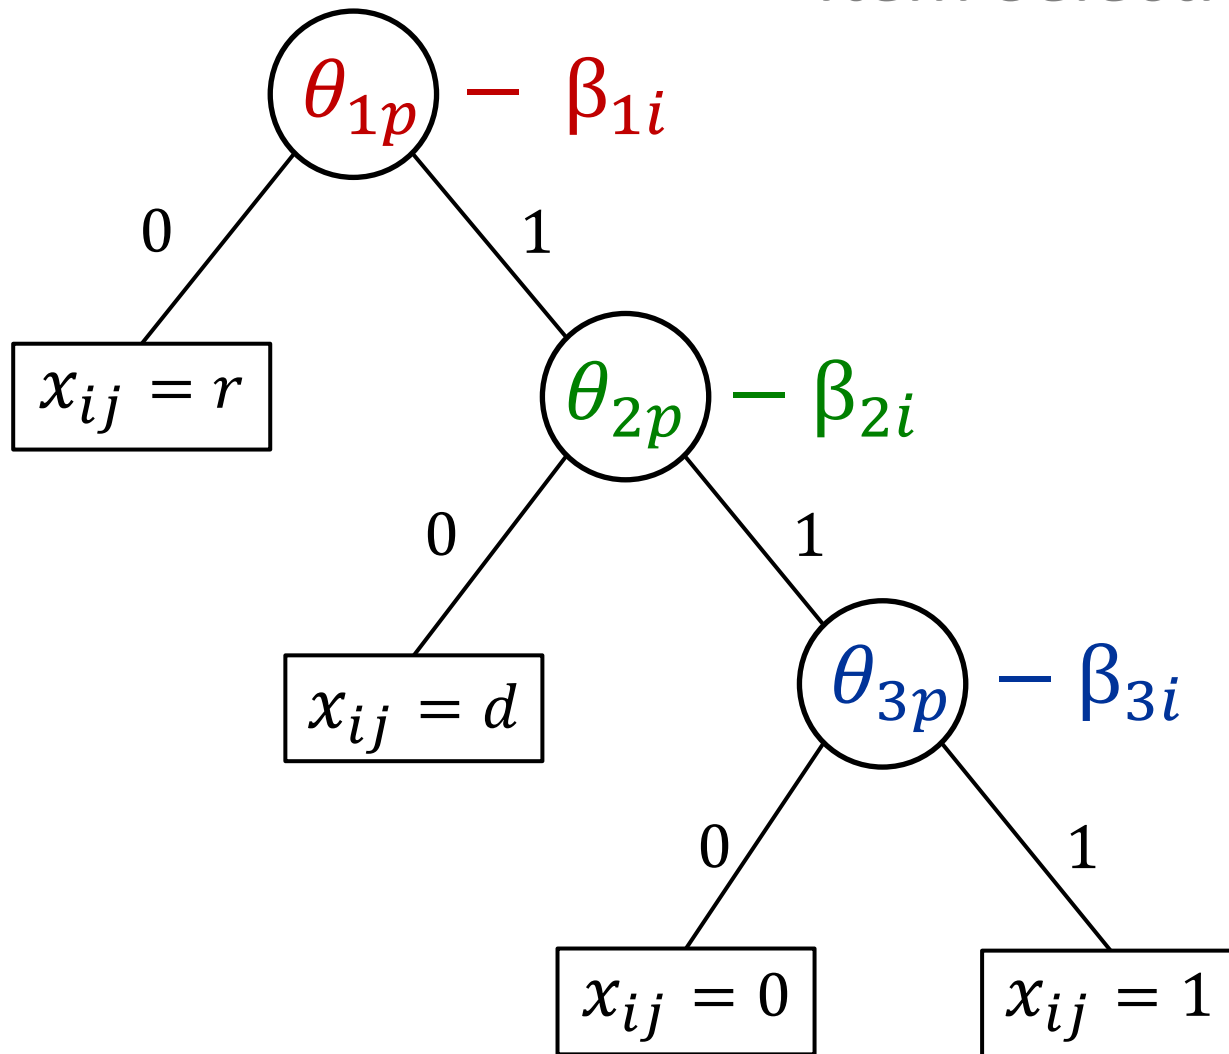 θ₁ₚ − β₁ᵢ
0
1
xᵢⱼ = r
θ₂ₚ − β₂ᵢ
0
1
xᵢⱼ = d
θ₃ₚ − β₃ᵢ
0
1
xᵢⱼ = 0
xᵢⱼ = 1